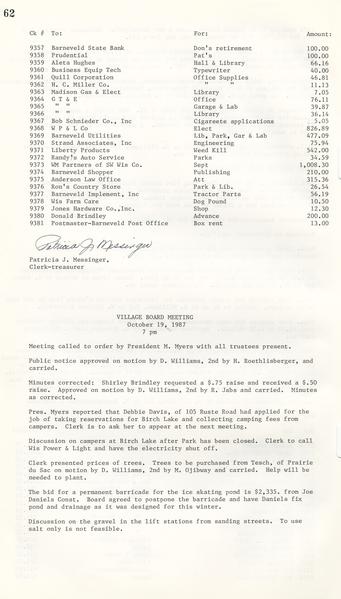 62
Ck # To: For: Amount:
9357 Barneveld State Bank Don's retirement 100.00
9358 Prudential Pat's 100.00
9359 Aleta Hughes Hall & Library 66.16
9360 Business Equip Tech Typewriter 40.00
9361 Quill Corporation Office Supplies 46.81
9362 H. C. Miller Co. " " 11.13
9363 Madison Gas & Elect Library 7.05
9364 G T & E Office 76.11
9365 " " Garage & Lab 39.87
9366 " " Library 36.14
9367 Bob Schnieder Co., Inc Cigareete applications 5.05
9368 W P & L Co Elect 826.89
9369 Barneveld Utilities Lib, Park, Gar & Lab 477.09
9370 Strand Associates, Inc Engineering 75.94
9371 Liberty Products Weed Kill 542.00
9372 Randy's Auto Service Parks 34.59
9373 WM Partners of SW Wis Co. Sept 1,008.30
9374 Barneveld Shopper Publishing 210.00
9375 Anderson Law Office Att 315.36
9376 Ron's Country Store Park & Lib. 26.54
9377 Barneveld Implement, Inc Tractor Parts 56.19
9378 Wis Farm Care Dog Pound 10.50
9379 Jones Hardware Co.,Inc. Shop 12.30
9380 Donald Brindley Advance 200.00
9381 Postmaster-Barneveld Post Office Box rent 13.00
Patricia J. Messinger
Patricia J. Messinger,
Clerk-treasurer
VILLAGE BOARD MEETING
October 19, 1987
7 pm
Meeting called to order by President M. Myers with all trustees present.
Public notice approved on motion by D. Williams, 2nd by H. Roethlisberger, and
carried.
Minutes corrected: Shirley Brindley requested a $.75 raise and received a $.50
raise. Approved on motion by D. Williams, 2nd by R. Jabs and carried. Minutes
as corrected.
Pres. Myers reported that Debbie Davis, of 105 Ruste Road had applied for the
job of taking reservations for Birch Lake and collecting camping fees from
campers. Clerk is to ask her to appear at the next meeting.
Discussion on campers at Birch Lake after Park has been closed. Clerk to call
Wis Power & Light and have the electricity shut off.
Clerk presented prices of trees. Trees to be purchased from Tesch, of Prairie
du Sac on motion by D. Williams, 2nd by M. Ojibway and carried. Help will be
needed to plant.
The bid for a permanent barricade for the ice skating pond is $2,335. from Joe
Daniels Const. Board agreed to postpone the barricade and have Daniels fix
pond and drainage as it was designed for this winter.
Discussion on the gravel in the lift stations from sanding streets. To use
salt only is not feasible.